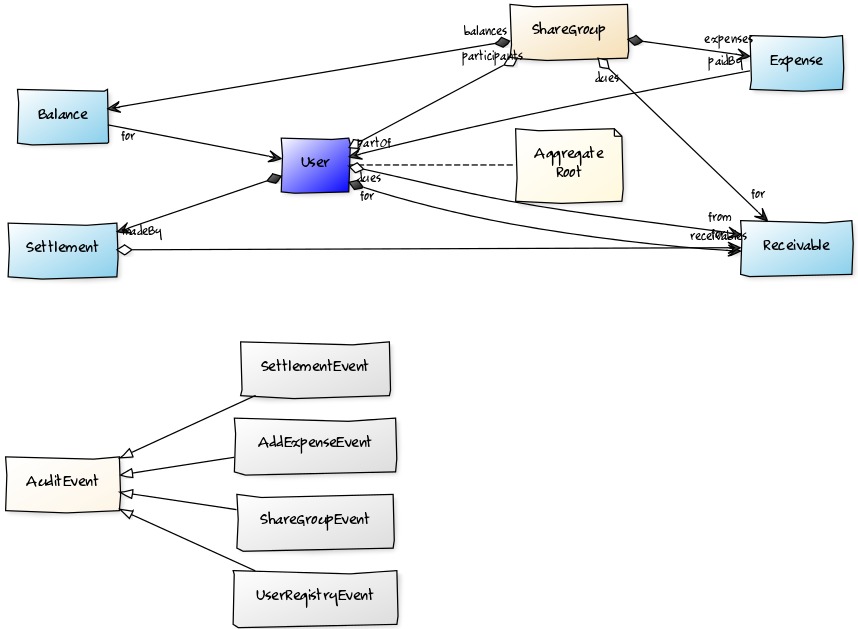 ShareGroup
balances
participants
expenses
paidBy
Expense
dues
Balance
for
User
partOf
Aggregate
Root
dues
for
for
from
receivables
Receivable
madeBy
Settlement
SettlementEvent
AddExpenseEvent
AuditEvent
ShareGroupEvent
UserRegistryEvent